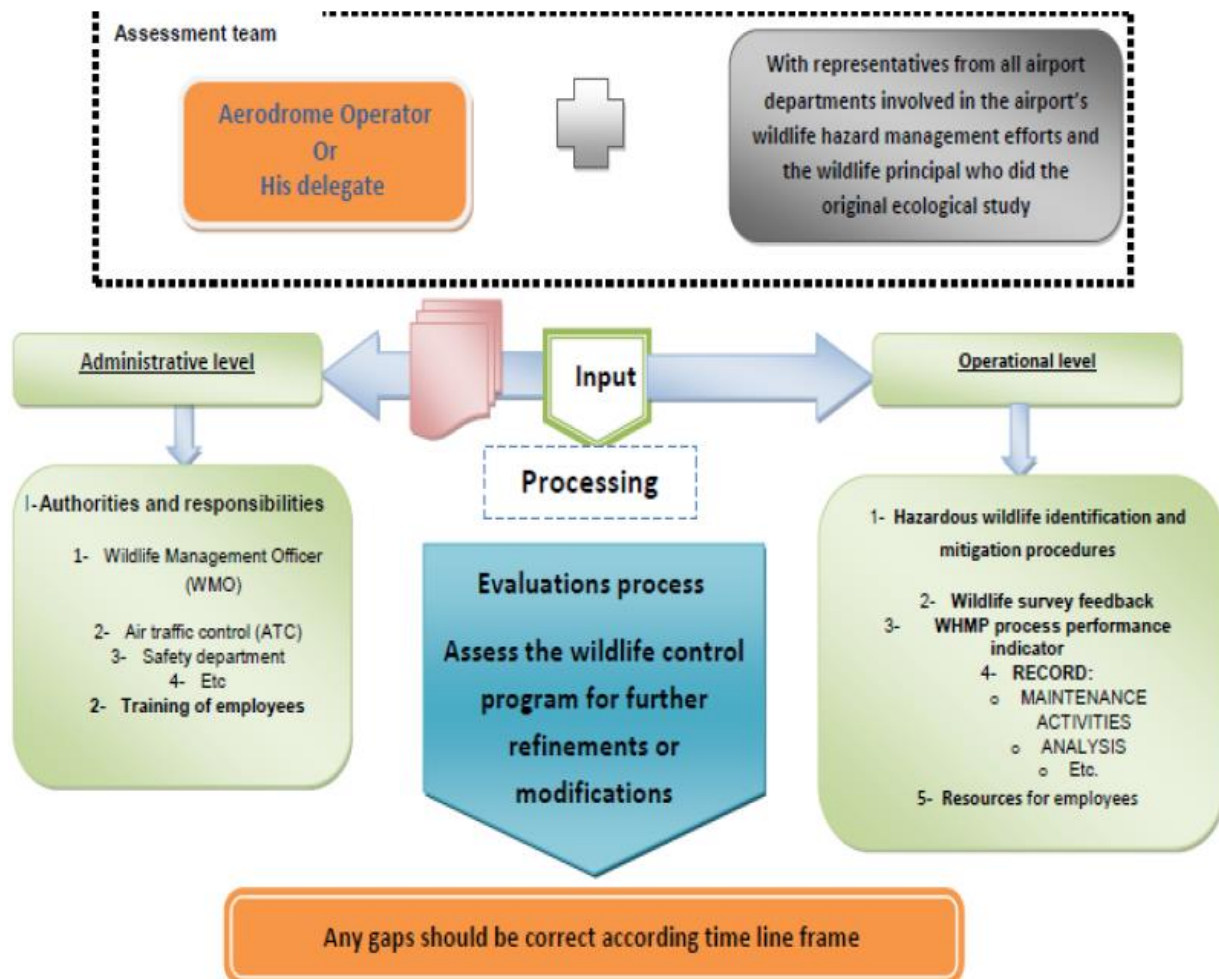 Assessment team
Aerodrome Operator
Or
His delegate
With representatives from all airport
departments involved in the airport's
wildlife hazard management efforts and
the wildlife principal who did the
original ecological study
Administrative level
Input
Operational level
Processing
I-Authorities and responsibilities
1- Wildlife Management Officer
(WMO)
2- Air traffic control (ATC)
3- Safety department
4- Etc
2- Training of employees
Evaluations process
Assess the wildlife control
program for further
refinements or
modifications
1- Hazardous wildlife identification and
mitigation procedures
2- Wildlife survey feedback
3- WHMP process performance
indicator
4- RECORD:
o MAINTENANCE
ACTIVITIES
o ANALYSIS
o Etc.
5- Resources for employees
Any gaps should be correct according time line frame